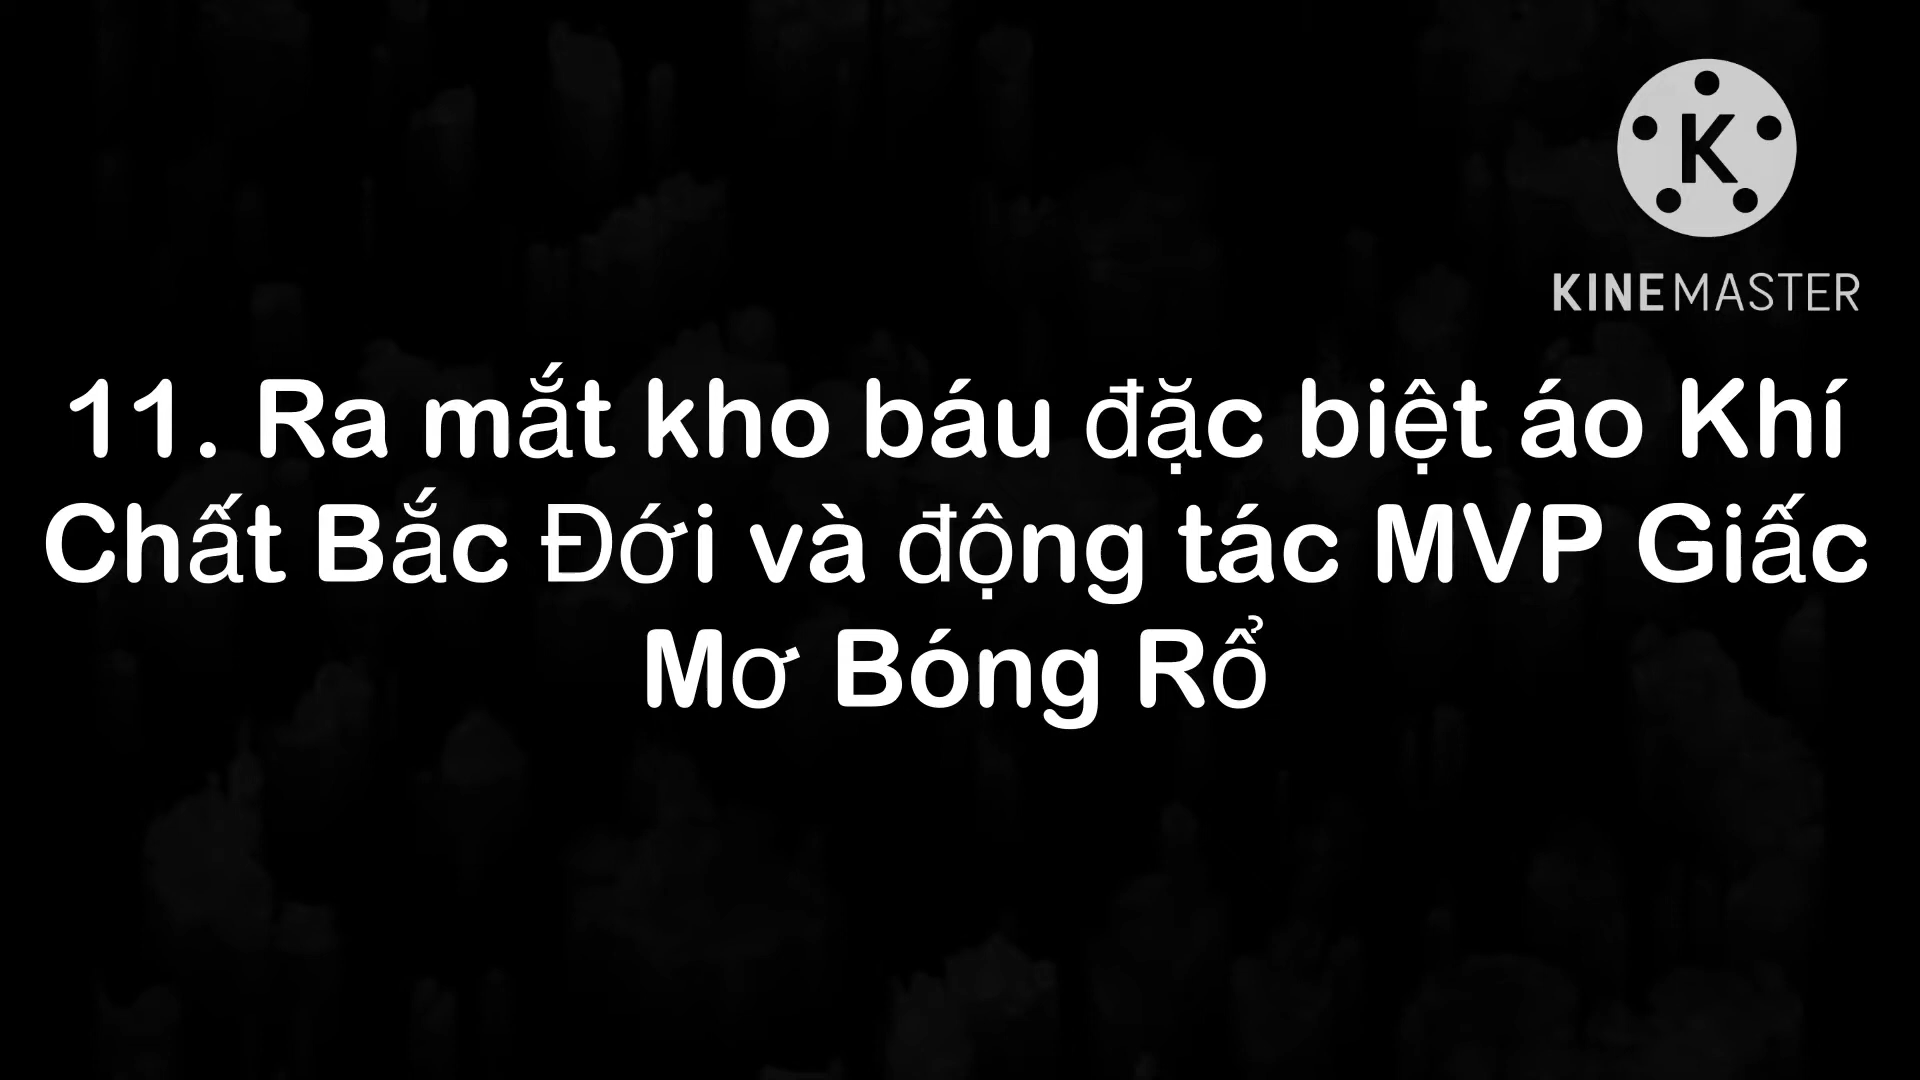 K
KINEMASTER
11. Ra mắt kho báu đặc biệt áo Khí
Chất Bắc Đới và động tác MVP Giấc
Mơ Bóng Rổ